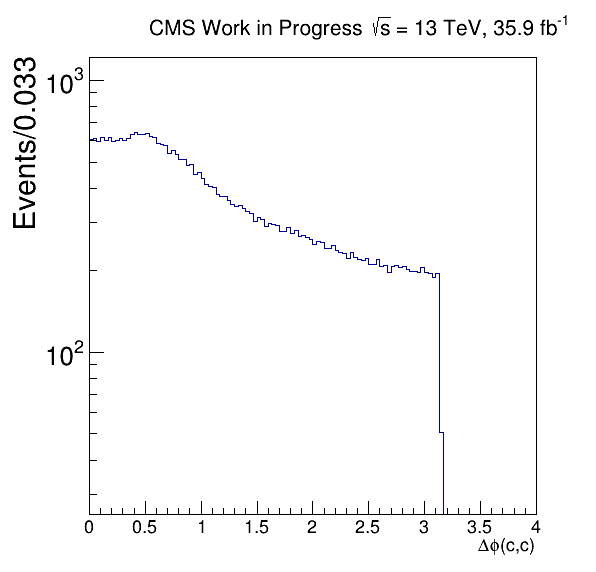 CMS Work in Progress √s = 13 TeV, 35.9 fb⁻¹
Events/0.033
10³
10²
0 0.5 1 1.5 2 2.5 3 3.5 4
Δϕ(c,c)